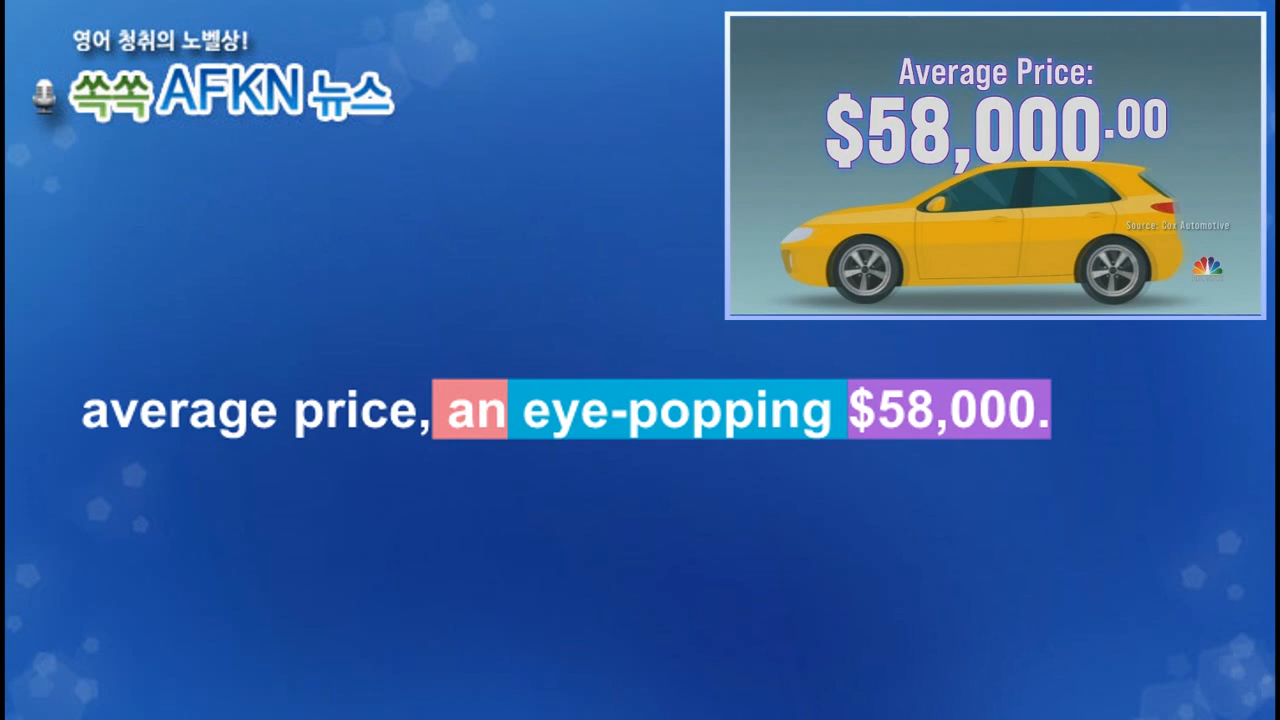 영어 청취의 노벨상!
쏙쏙 AFKN 뉴스
Average Price:
$58,000.00
Source: Cox Automotive
average price, an eye-popping $58,000.